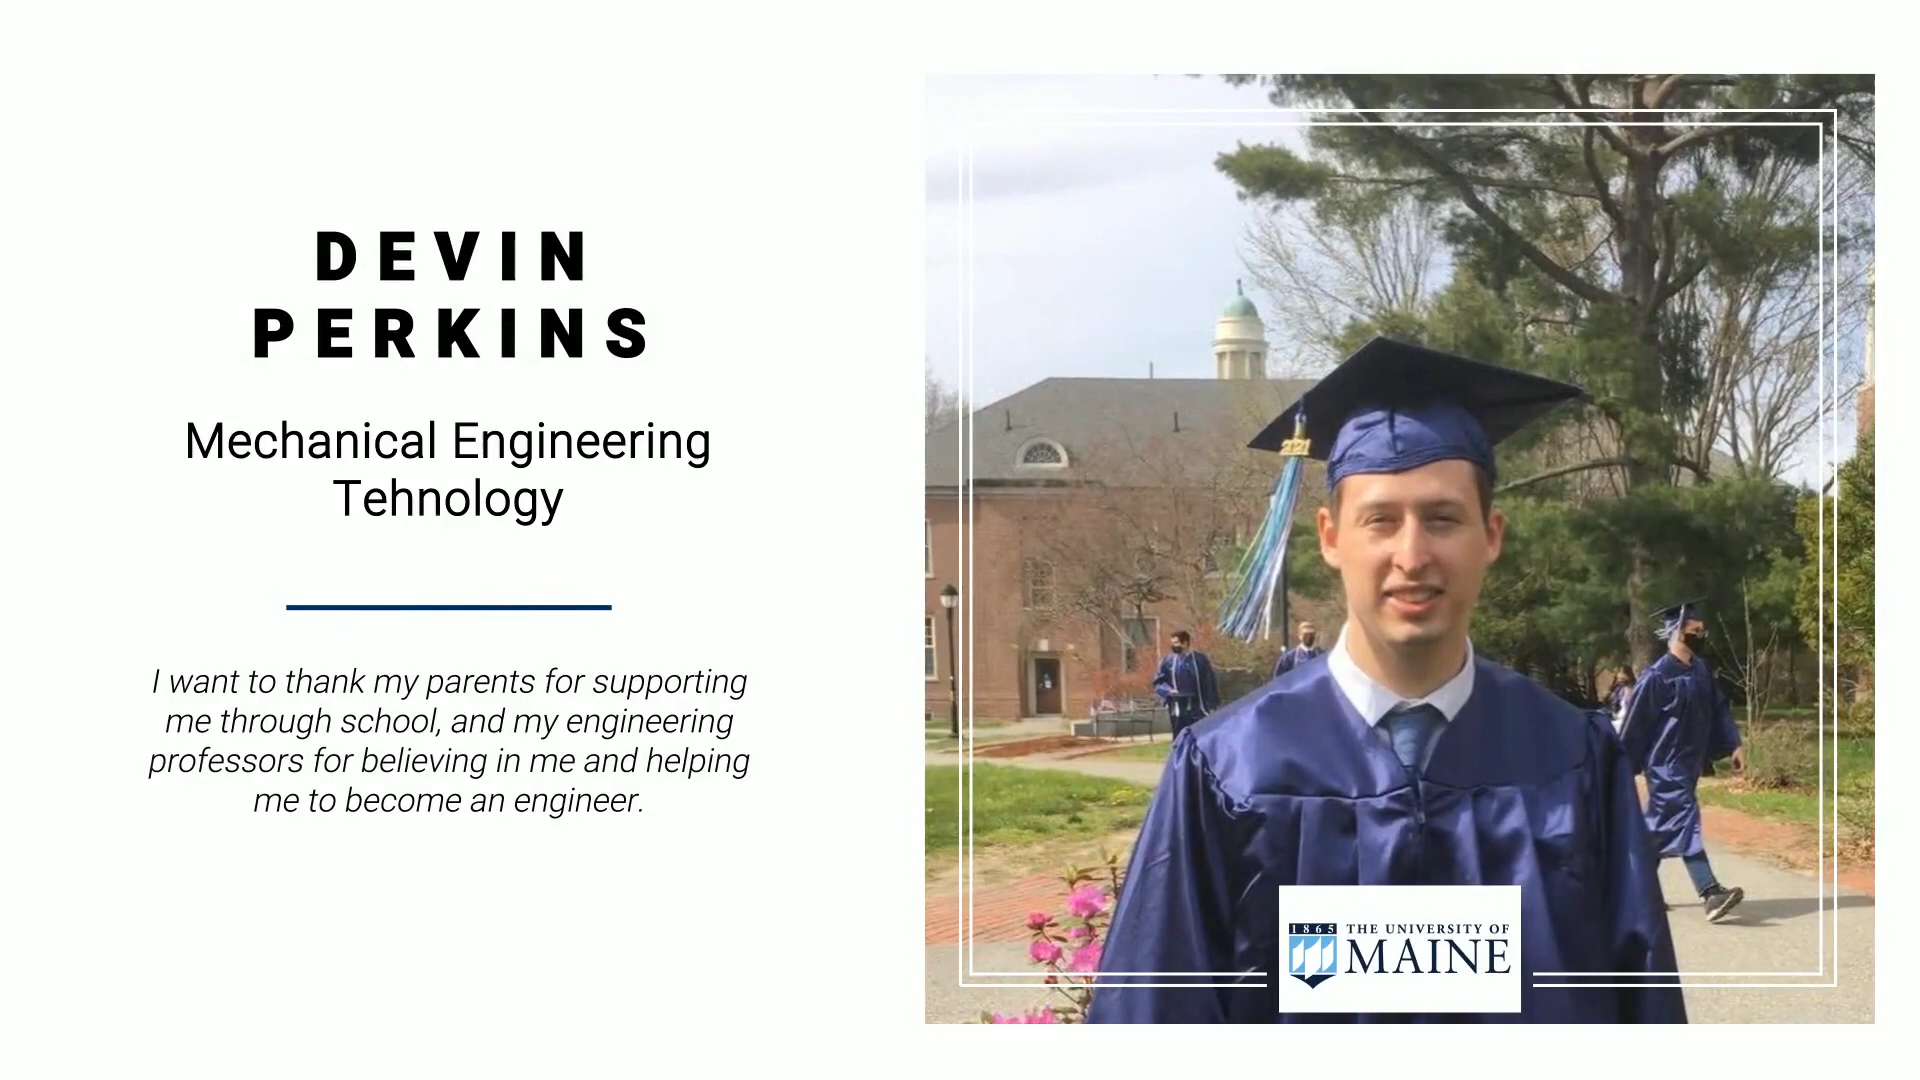 DEVIN
PERKINS
Mechanical Engineering
Tehnology
I want to thank my parents for supporting
me through school, and my engineering
professors for believing in me and helping
me to become an engineer.
1865
THE UNIVERSITY OF
MAINE